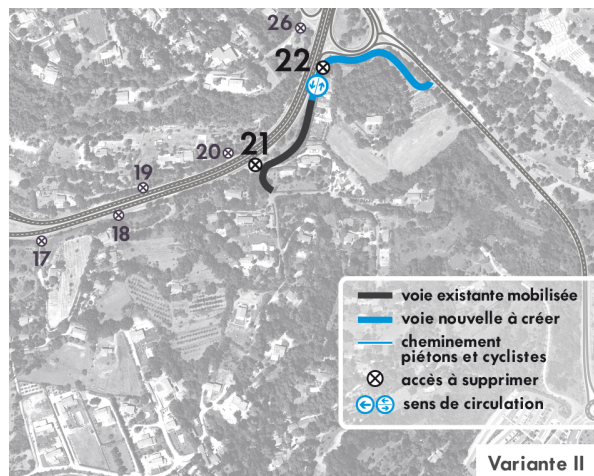 26
22
21
20
19
18
17
voie existante mobilisée
voie nouvelle à créer
cheminement
piétons et cyclistes
accès à supprimer
sens de circulation
Variante II